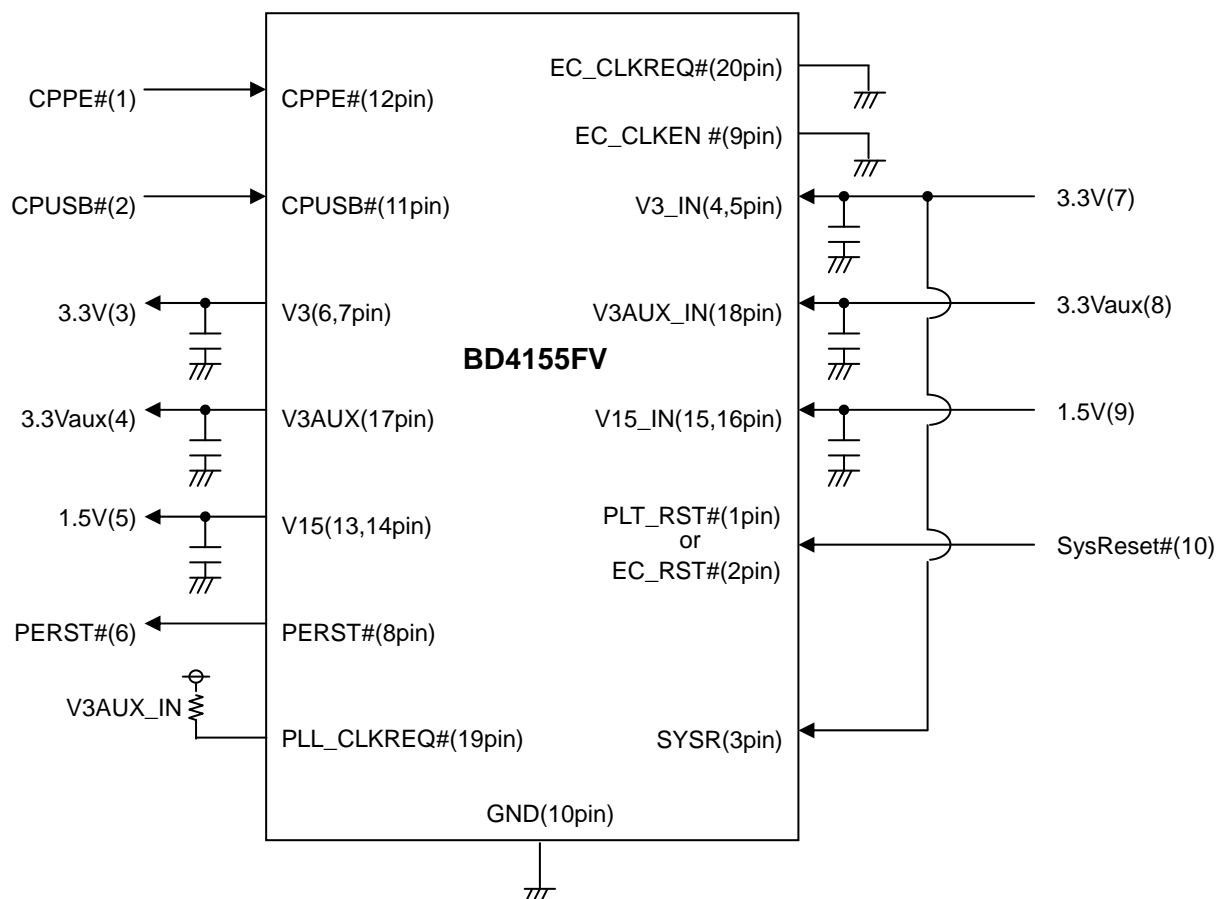 EC_CLKREQ#(20pin)
CPPE#(1)
CPPE#(12pin)
EC_CLKEN #(9pin)
CPUSB#(2)
CPUSB#(11pin)
V3_IN(4,5pin)
3.3V(7)
3.3V(3)
V3(6,7pin)
V3AUX_IN(18pin)
3.3Vaux(8)
BD4155FV
3.3Vaux(4)
V3AUX(17pin)
V15_IN(15,16pin)
1.5V(9)
1.5V(5)
V15(13,14pin)
PLT_RST#(1pin)
or
EC_RST#(2pin)
SysReset#(10)
PERST#(6)
PERST#(8pin)
V3AUX_IN
PLL_CLKREQ#(19pin)
SYSR(3pin)
GND(10pin)